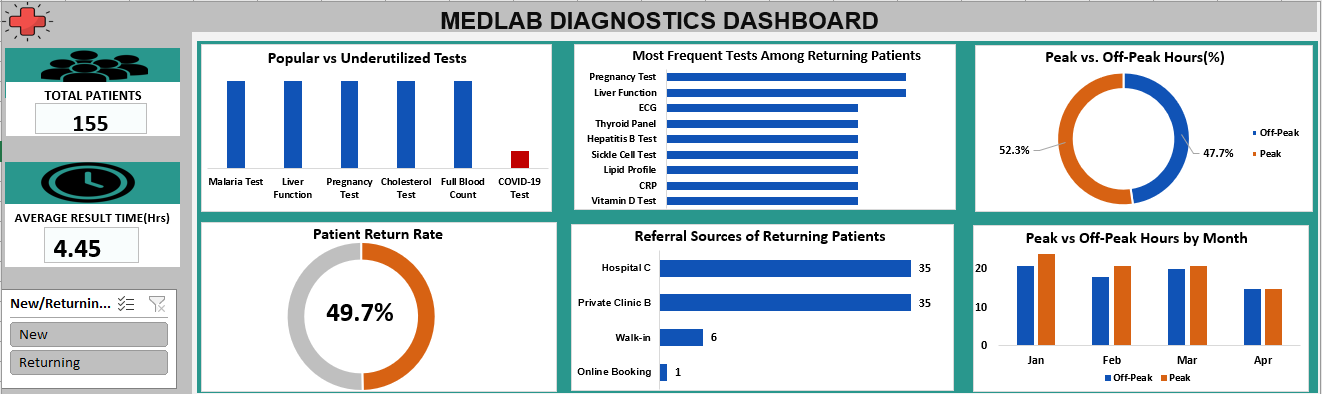 MEDLAB DIAGNOSTICS DASHBOARD
TOTAL PATIENTS
155
AVERAGE RESULT TIME(Hrs)
4.45
New/Returnin...
New
Returning
Popular vs Underutilized Tests
Malaria Test
Liver
Function
Pregnancy
Test
Cholesterol
Test
Full Blood
Count
COVID-19
Test
Most Frequent Tests Among Returning Patients
Pregnancy Test
Liver Function
ECG
Thyroid Panel
Hepatitis B Test
Sickle Cell Test
Lipid Profile
CRP
Vitamin D Test
Peak vs. Off-Peak Hours(%)
52.3%
47.7%
Off-Peak
Peak
Patient Return Rate
49.7%
Referral Sources of Returning Patients
Hospital C 35
Private Clinic B 35
Walk-in 6
Online Booking 1
Peak vs Off-Peak Hours by Month
20
10
0
Jan Feb Mar Apr
Off-Peak Peak